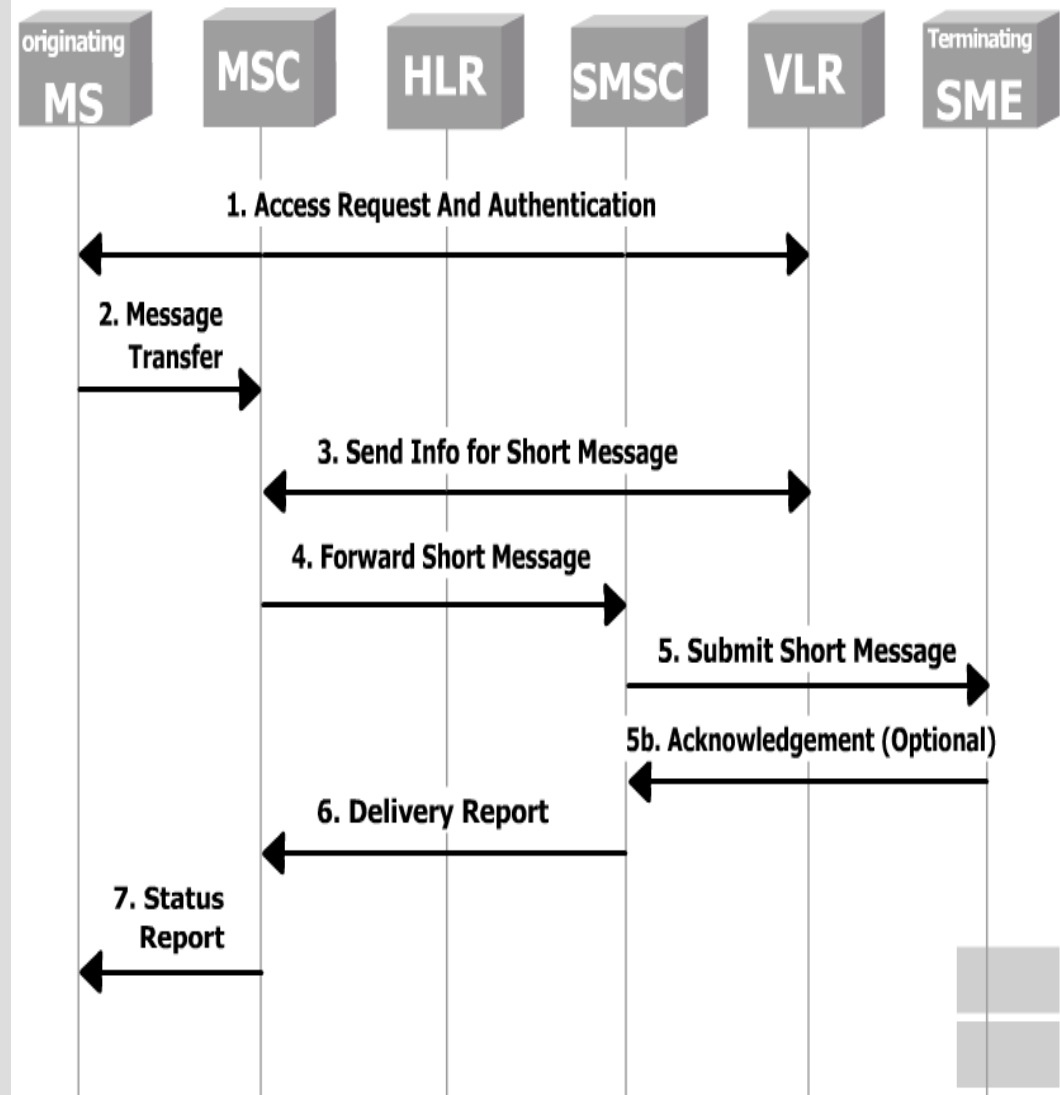 originating
MS
MSC
HLR
SMSC
VLR
Terminating
SME
1. Access Request And Authentication
2. Message
Transfer
3. Send Info for Short Message
4. Forward Short Message
5. Submit Short Message
5b. Acknowledgement (Optional)
6. Delivery Report
7. Status
Report